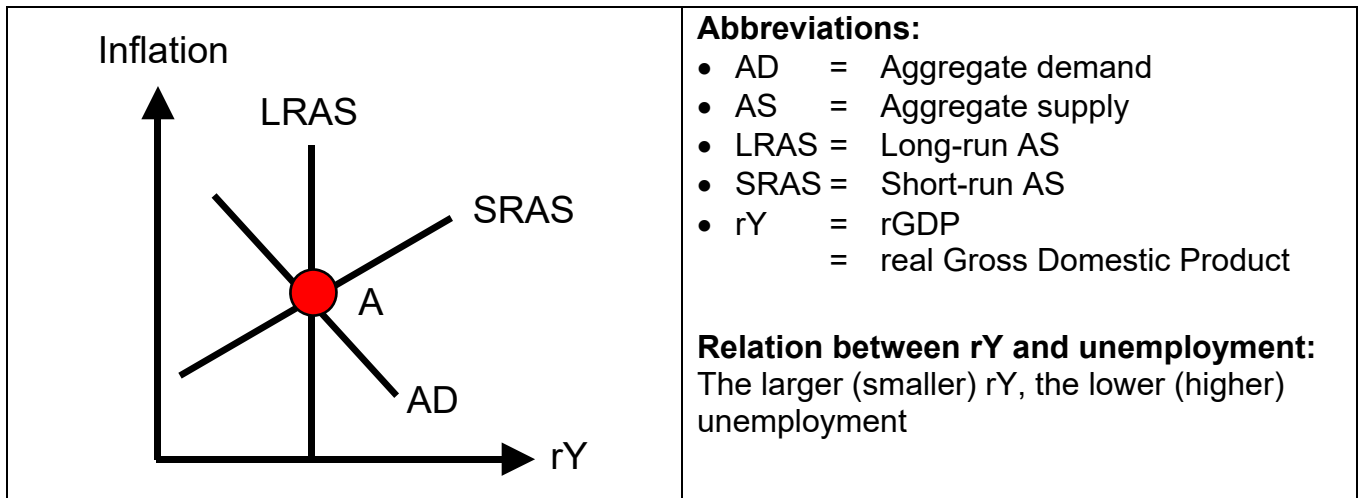 Inflation
LRAS
SRAS
A
AD
rY
Abbreviations:
• AD = Aggregate demand
• AS = Aggregate supply
• LRAS = Long-run AS
• SRAS = Short-run AS
• rY = rGDP
= real Gross Domestic Product
Relation between rY and unemployment:
The larger (smaller) rY, the lower (higher)
unemployment